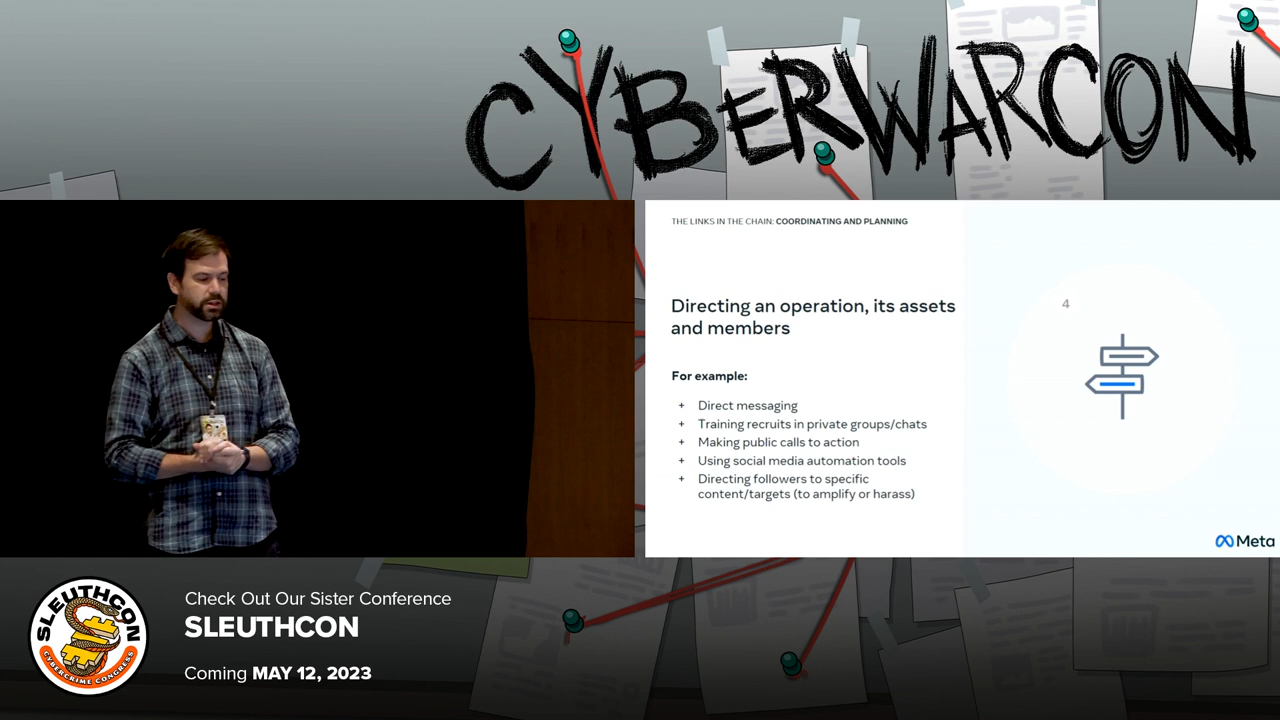 CYBERWARCON
THE LINKS IN THE CHAIN: COORDINATING AND PLANNING
Directing an operation, its assets
and members
4
For example:
+ Direct messaging
+ Training recruits in private groups/chats
+ Making public calls to action
+ Using social media automation tools
+ Directing followers to specific
content/targets (to amplify or harass)
Meta
SLEUTHCON
CYBERCRIME CONGRESS
Check Out Our Sister Conference
SLEUTHCON
Coming MAY 12, 2023